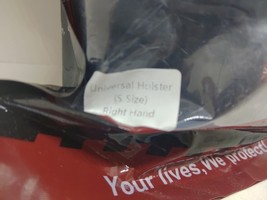 Universal Holster
(S Size)
Right Hand
Your lives, We protect!